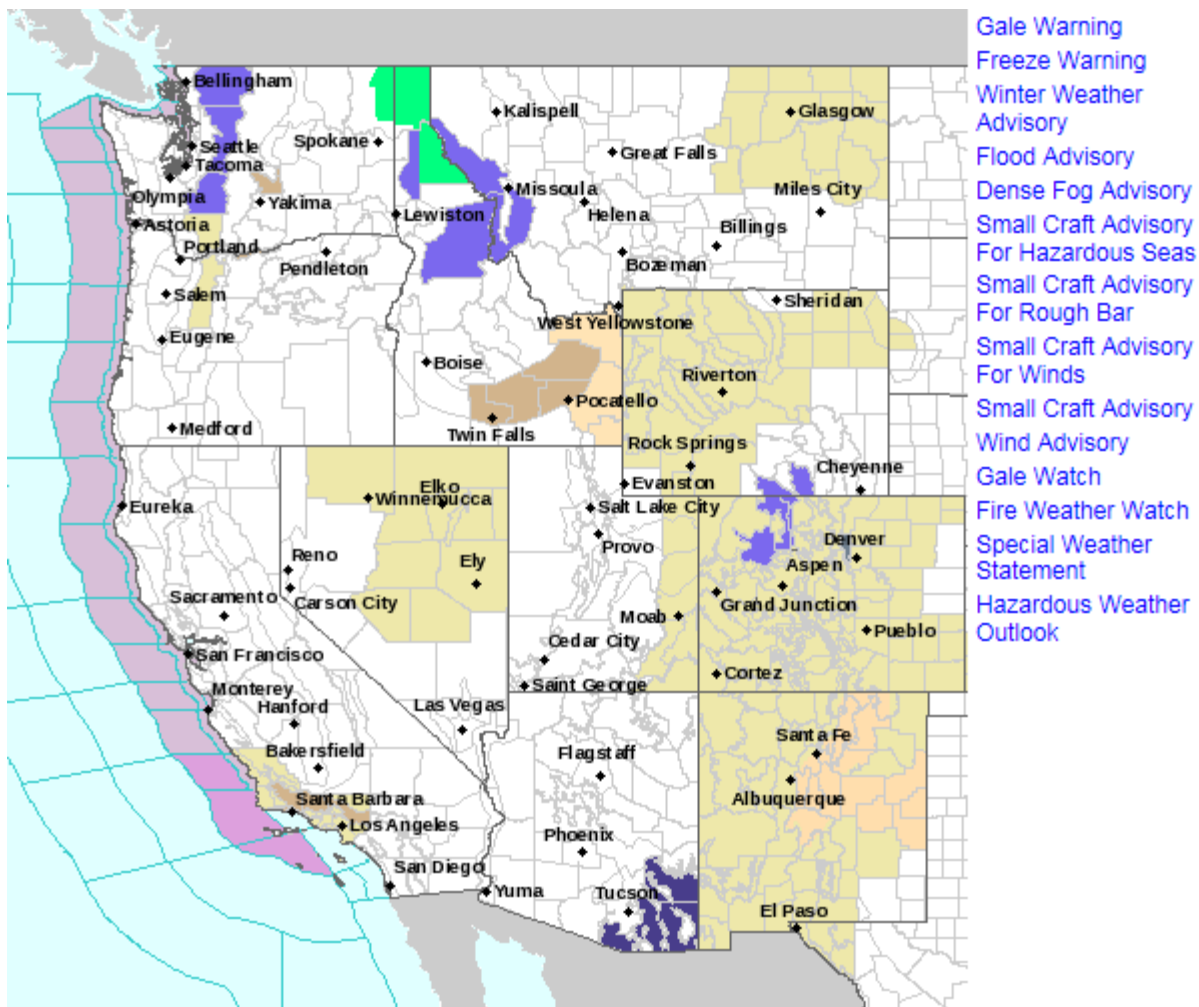 Bellingham
Seattle
Tacoma
Olympia
Yakima
Spokane
Astoria
Portland
Pendleton
Salem
Eugene
Medford
Lewiston
Kalispell
Great Falls
Missoula
Helena
Bozeman
Billings
Glasgow
Miles City
Sheridan
West Yellowstone
Boise
Pocatello
Twin Falls
Riverton
Rock Springs
Evanston
Cheyenne
Eureka
Elko
Winnemucca
Salt Lake City
Provo
Denver
Aspen
Reno
Ely
Carson City
Sacramento
Moab
Grand Junction
Pueblo
San Francisco
Cedar City
Cortez
Saint George
Monterey
Hanford
Las Vegas
Bakersfield
Flagstaff
Santa Fe
Albuquerque
Santa Barbara
Los Angeles
Phoenix
San Diego
Yuma
Tucson
El Paso
Gale Warning
Freeze Warning
Winter Weather
Advisory
Flood Advisory
Dense Fog Advisory
Small Craft Advisory
For Hazardous Seas
Small Craft Advisory
For Rough Bar
Small Craft Advisory
For Winds
Small Craft Advisory
Wind Advisory
Gale Watch
Fire Weather Watch
Special Weather
Statement
Hazardous Weather
Outlook